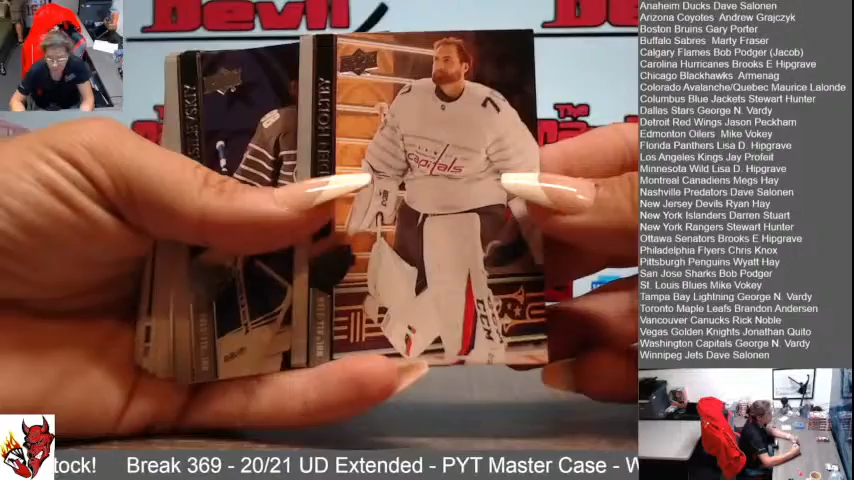 Devil
The
The
capitals
DEN HOLTBY
Anaheim Ducks Dave Salonen
Arizona Coyotes Andrew Grajczyk
Boston Bruins Gary Porter
Buffalo Sabres Marty Fraser
Calgary Flames Bob Podger (Jacob)
Carolina Hurricanes Brooks E Hipgrave
Chicago Blackhawks Armenag
Colorado Avalanche/Quebec Maurice Lalonde
Columbus Blue Jackets Stewart Hunter
Dallas Stars George N. Vardy
Detroit Red Wings Jason Peckham
Edmonton Oilers Mike Vokey
Florida Panthers Lisa D. Hipgrave
Los Angeles Kings Jay Profeit
Minnesota Wild Lisa D. Hipgrave
Montreal Canadiens Megs Hay
Nashville Predators Dave Salonen
New Jersey Devils Ryan Hay
New York Islanders Darren Stuart
New York Rangers Stewart Hunter
Ottawa Senators Brooks E Hipgrave
Philadelphia Flyers Chris Knox
Pittsburgh Penguins Wyatt Hay
San Jose Sharks Bob Podger
St. Louis Blues Mike Vokey
Tampa Bay Lightning George N. Vardy
Toronto Maple Leafs Brandon Andersen
Vancouver Canucks Rick Noble
Vegas Golden Knights Jonathan Quito
Washington Capitals George N. Vardy
Winnipeg Jets Dave Salonen
tock! Break 369 - 20/21 UD Extended - PYT Master Case - W